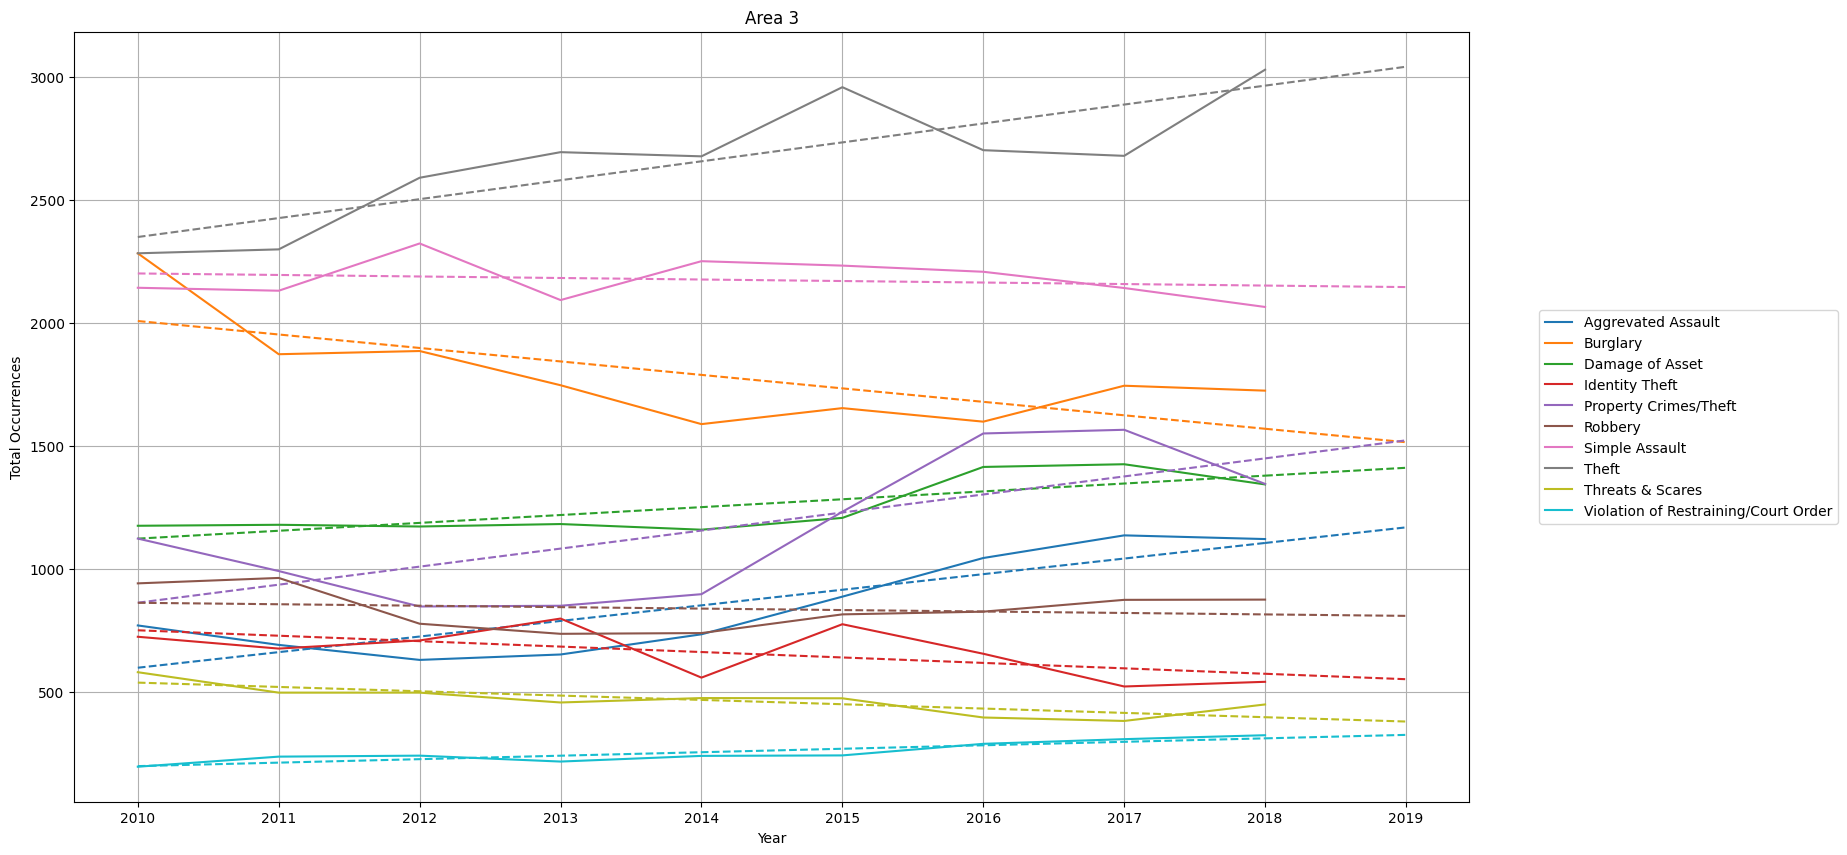 Area 3
3000
2500
2000
1500
1000
500
Total Occurrences
2010 2011 2012 2013 2014 2015 2016 2017 2018 2019
Year
Aggrevated Assault
Burglary
Damage of Asset
Identity Theft
Property Crimes/Theft
Robbery
Simple Assault
Theft
Threats & Scares
Violation of Restraining/Court Order